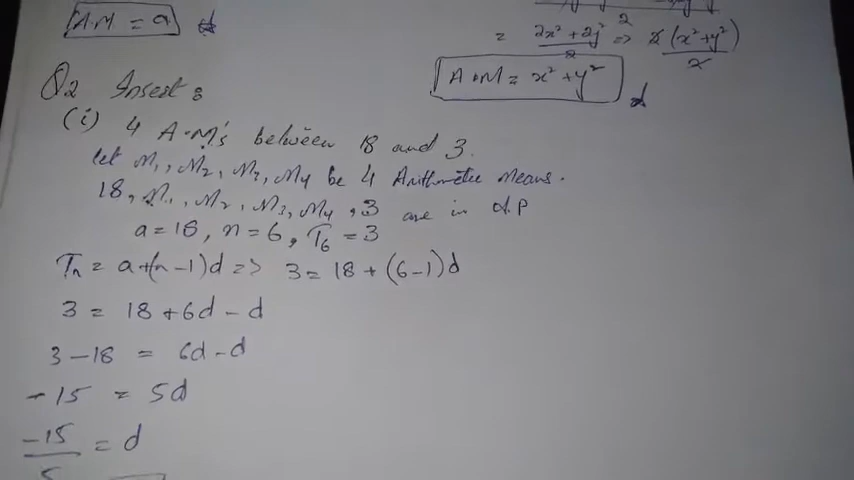 A.M = a
2
= 2x² + 2y² / 2 => 2(x²+y²) / 2
A.M = x² + y²
Q2 Insert :
(i) 4 A.M's between 18 and 3.
let M1, M2, M3, M4 be 4 Arithmetic Means.
18, M1, M2, M3, M4, 3 are in A.P
a = 18, n = 6, T6 = 3
Tn = a+(n-1)d => 3 = 18 + (6-1)d
3 = 18 + 6d - d
3 - 18 = 6d - d
-15 = 5d
-15 / 5 = d